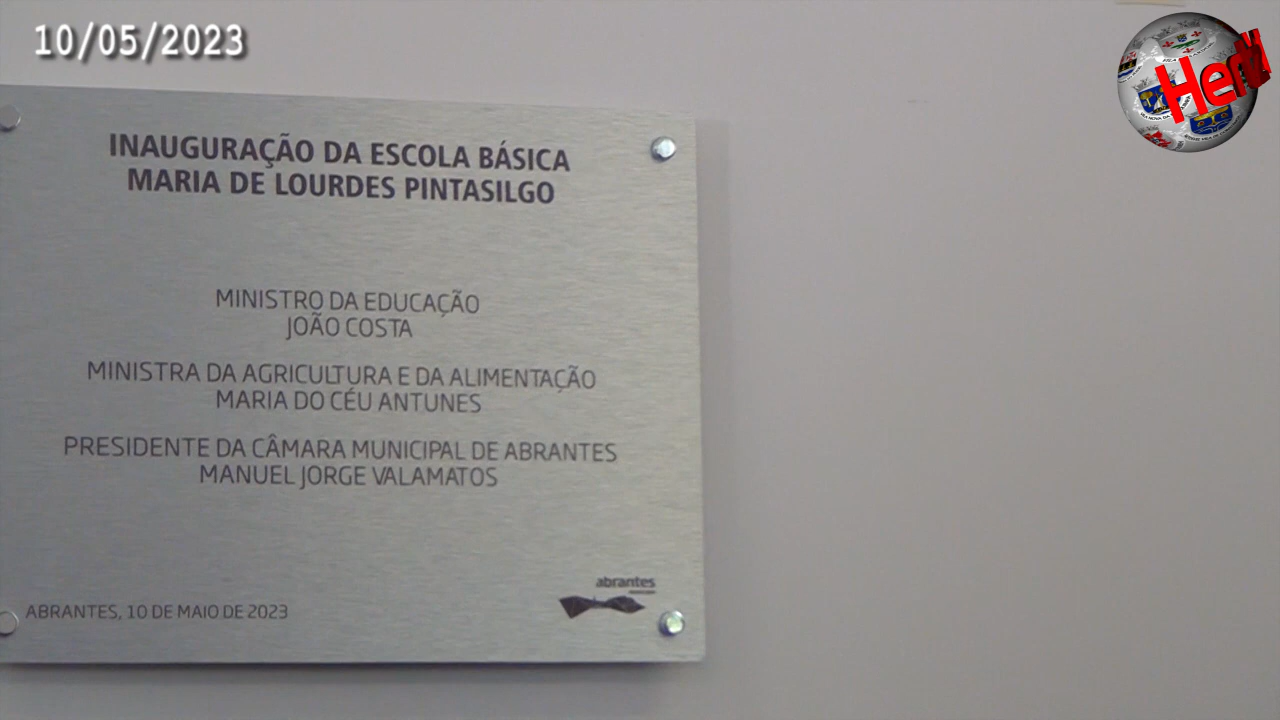 10/05/2023
INAUGURAÇÃO DA ESCOLA BÁSICA
MARIA DE LOURDES PINTASILGO
MINISTRO DA EDUCAÇÃO
JOÃO COSTA
MINISTRA DA AGRICULTURA E DA ALIMENTAÇÃO
MARIA DO CÉU ANTUNES
PRESIDENTE DA CÂMARA MUNICIPAL DE ABRANTES
MANUEL JORGE VALAMATOS
abrantes
ABRANTES, 10 DE MAIO DE 2023